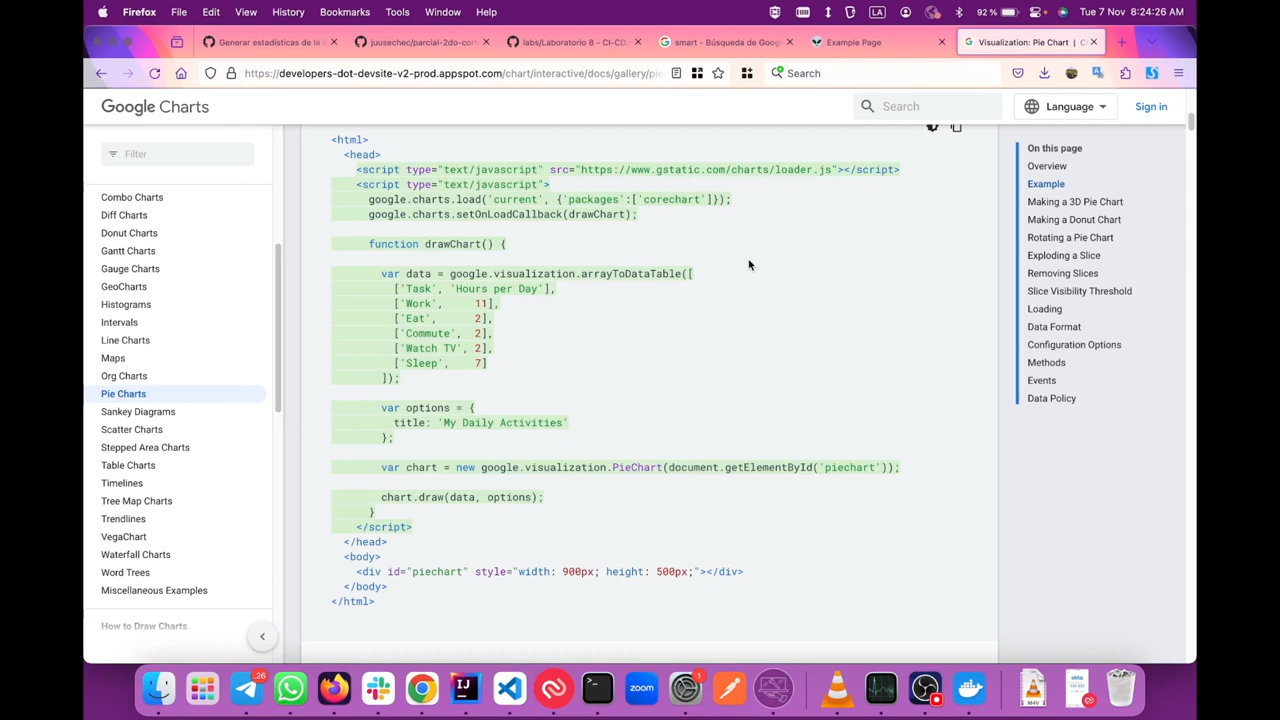 Firefox File Edit View History Bookmarks Tools Window Help LA 92 % Tue 7 Nov 8:24:26 AM
Generar estadísticas de la i juusechec/parcial-2do-cor labs/Laboratorio 8 - CI-CD smart - Búsqueda de Goog Example Page Visualization: Pie Chart | C
https://developers-dot-devsite-v2-prod.appspot.com/chart/interactive/docs/gallery/pie Search
Google Charts Search Language Sign in
Filter
Combo Charts
Diff Charts
Donut Charts
Gantt Charts
Gauge Charts
GeoCharts
Histograms
Intervals
Line Charts
Maps
Org Charts
Pie Charts
Sankey Diagrams
Scatter Charts
Stepped Area Charts
Table Charts
Timelines
Tree Map Charts
Trendlines
VegaChart
Waterfall Charts
Word Trees
Miscellaneous Examples
How to Draw Charts
<html>
<head>
<script type="text/javascript" src="https://www.gstatic.com/charts/loader.js"></script>
<script type="text/javascript">
google.charts.load('current', {'packages':['corechart']});
google.charts.setOnLoadCallback(drawChart);
function drawChart() {
var data = google.visualization.arrayToDataTable([
['Task', 'Hours per Day'],
['Work', 11],
['Eat', 2],
['Commute', 2],
['Watch TV', 2],
['Sleep', 7]
]);
var options = {
title: 'My Daily Activities'
};
var chart = new google.visualization.PieChart(document.getElementById('piechart'));
chart.draw(data, options);
}
</script>
</head>
<body>
<div id="piechart" style="width: 900px; height: 500px;"></div>
</body>
</html>
On this page
Overview
Example
Making a 3D Pie Chart
Making a Donut Chart
Rotating a Pie Chart
Exploding a Slice
Removing Slices
Slice Visibility Threshold
Loading
Data Format
Configuration Options
Methods
Events
Data Policy
26
1
zoom
IJ
M4V
okta